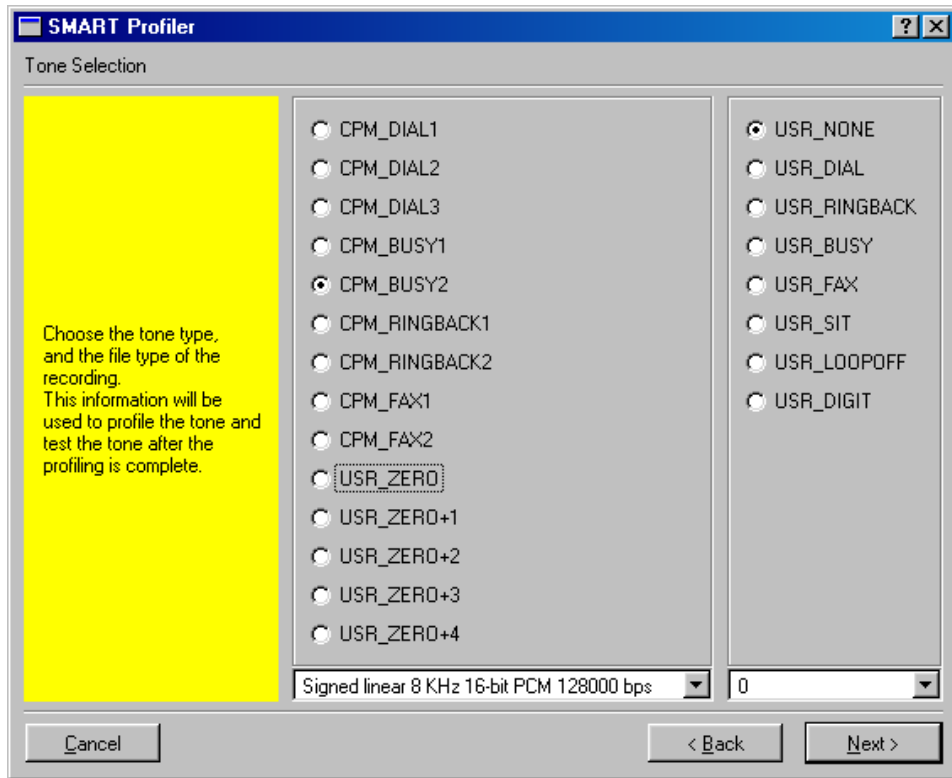 SMART Profiler
Tone Selection
Choose the tone type,
and the file type of the
recording.
This information will be
used to profile the tone and
test the tone after the
profiling is complete.
CPM_DIAL1
CPM_DIAL2
CPM_DIAL3
CPM_BUSY1
CPM_BUSY2
CPM_RINGBACK1
CPM_RINGBACK2
CPM_FAX1
CPM_FAX2
USR_ZERO
USR_ZERO+1
USR_ZERO+2
USR_ZERO+3
USR_ZERO+4
Signed linear 8 KHz 16-bit PCM 128000 bps
USR_NONE
USR_DIAL
USR_RINGBACK
USR_BUSY
USR_FAX
USR_SIT
USR_LOOPOFF
USR_DIGIT
0
Cancel
< Back
Next >